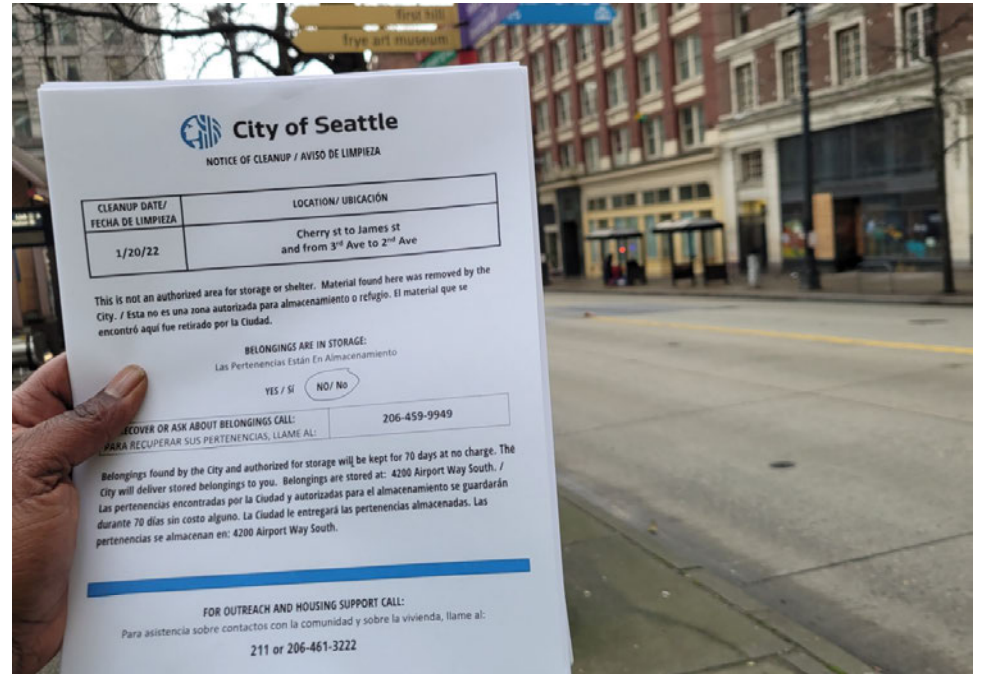 first hill
frye art museum
City of Seattle
NOTICE OF CLEANUP / AVISO DE LIMPIEZA
CLEANUP DATE/
FECHA DE LIMPIEZA
LOCATION/ UBICACIÓN
1/20/22
Cherry st to James st
and from 3rd Ave to 2nd Ave
This is not an authorized area for storage or shelter. Material found here was removed by the
City. / Esta no es una zona autorizada para almacenamiento o refugio. El material que se
encontró aquí fue retirado por la Ciudad.
BELONGINGS ARE IN STORAGE:
Las Pertenencias Están En Almacenamiento
YES / SÍ NO/ No
ECOVER OR ASK ABOUT BELONGINGS CALL:
PARA RECUPERAR SUS PERTENENCIAS, LLAME AL:
206-459-9949
Belongings found by the City and authorized for storage will be kept for 70 days at no charge. The
City will deliver stored belongings to you. Belongings are stored at: 4200 Airport Way South. /
Las pertenencias encontradas por la Ciudad y autorizadas para el almacenamiento se guardarán
durante 70 días sin costo alguno. La Ciudad le entregará las pertenencias almacenadas. Las
pertenencias se almacenan en: 4200 Airport Way South.
FOR OUTREACH AND HOUSING SUPPORT CALL:
Para asistencia sobre contactos con la comunidad y sobre la vivienda, llame al:
211 or 206-461-3222